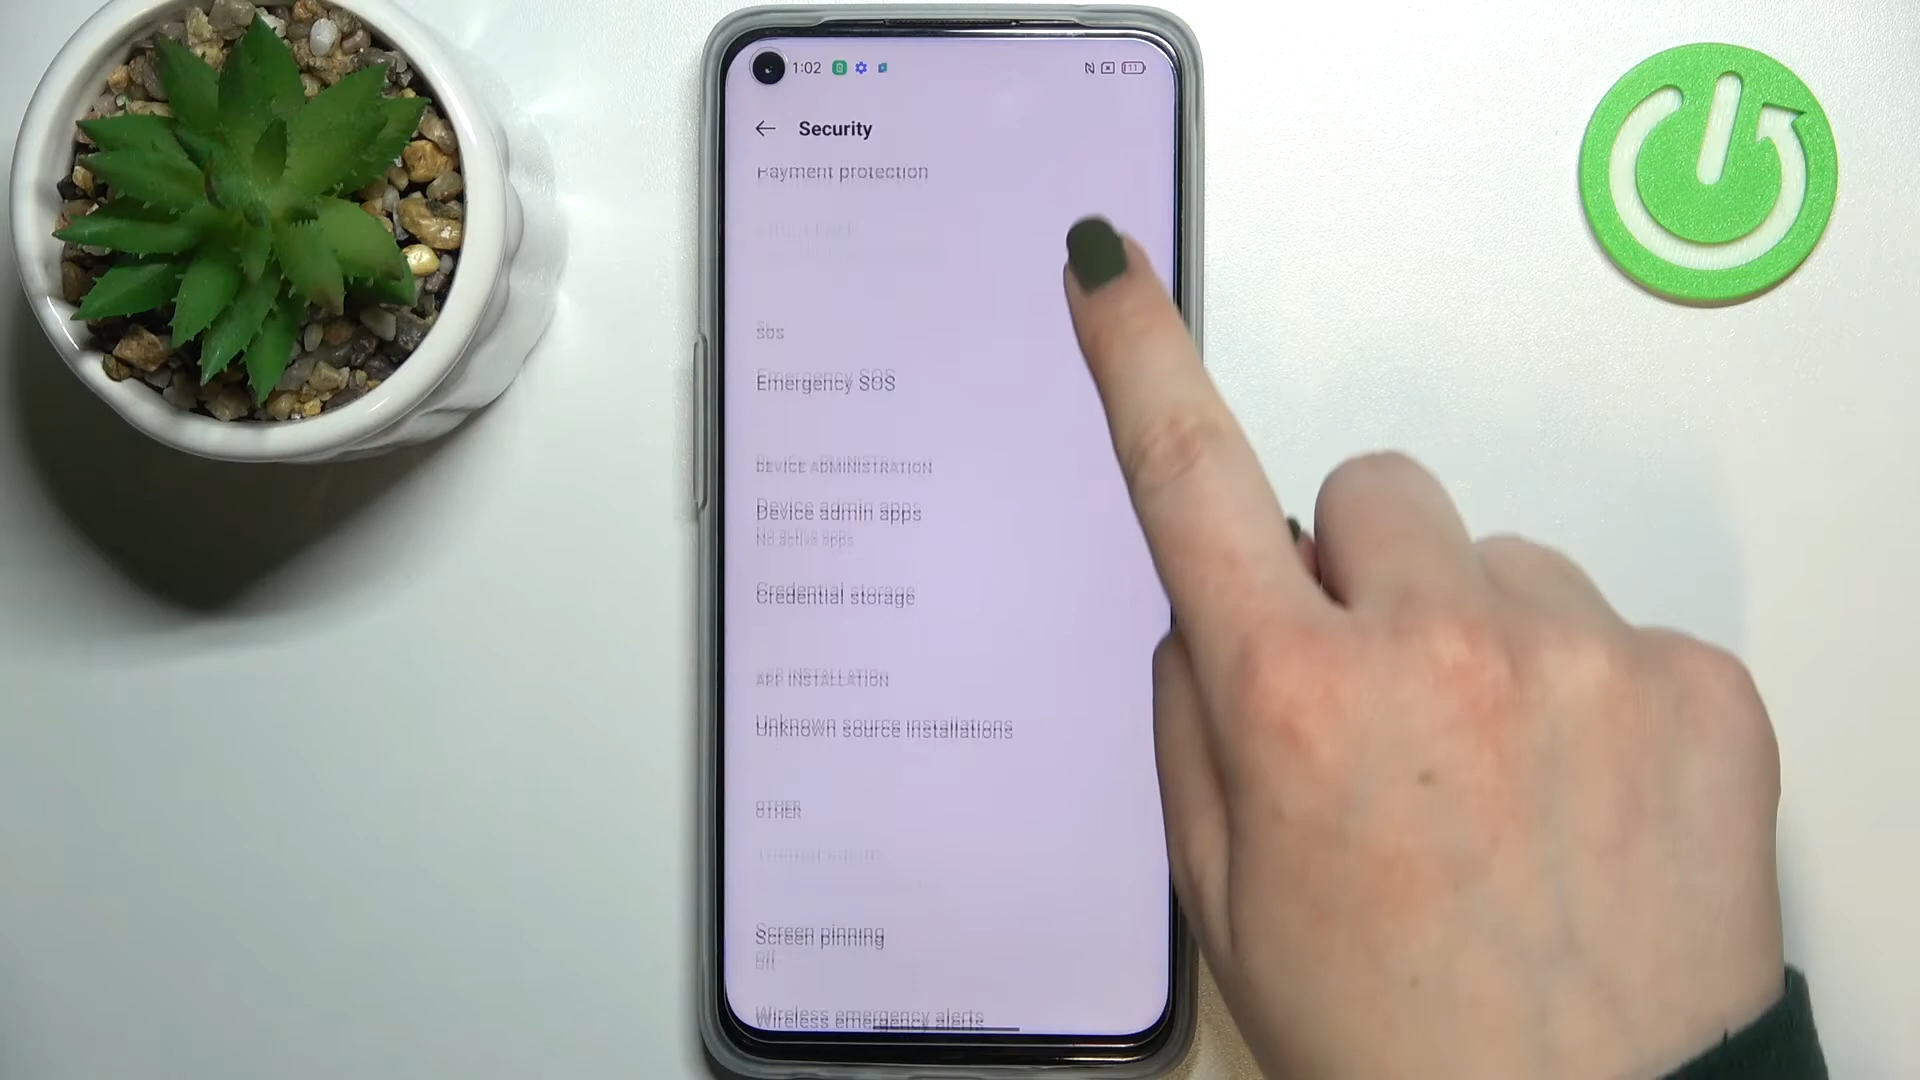 1:02
11
Security
Payment protection
SOS
Emergency SOS
DEVICE ADMINISTRATION
Device admin apps
No active apps
Credential storage
APP INSTALLATION
Unknown source installations
OTHER
Screen pinning
Off
Wireless emergency alerts